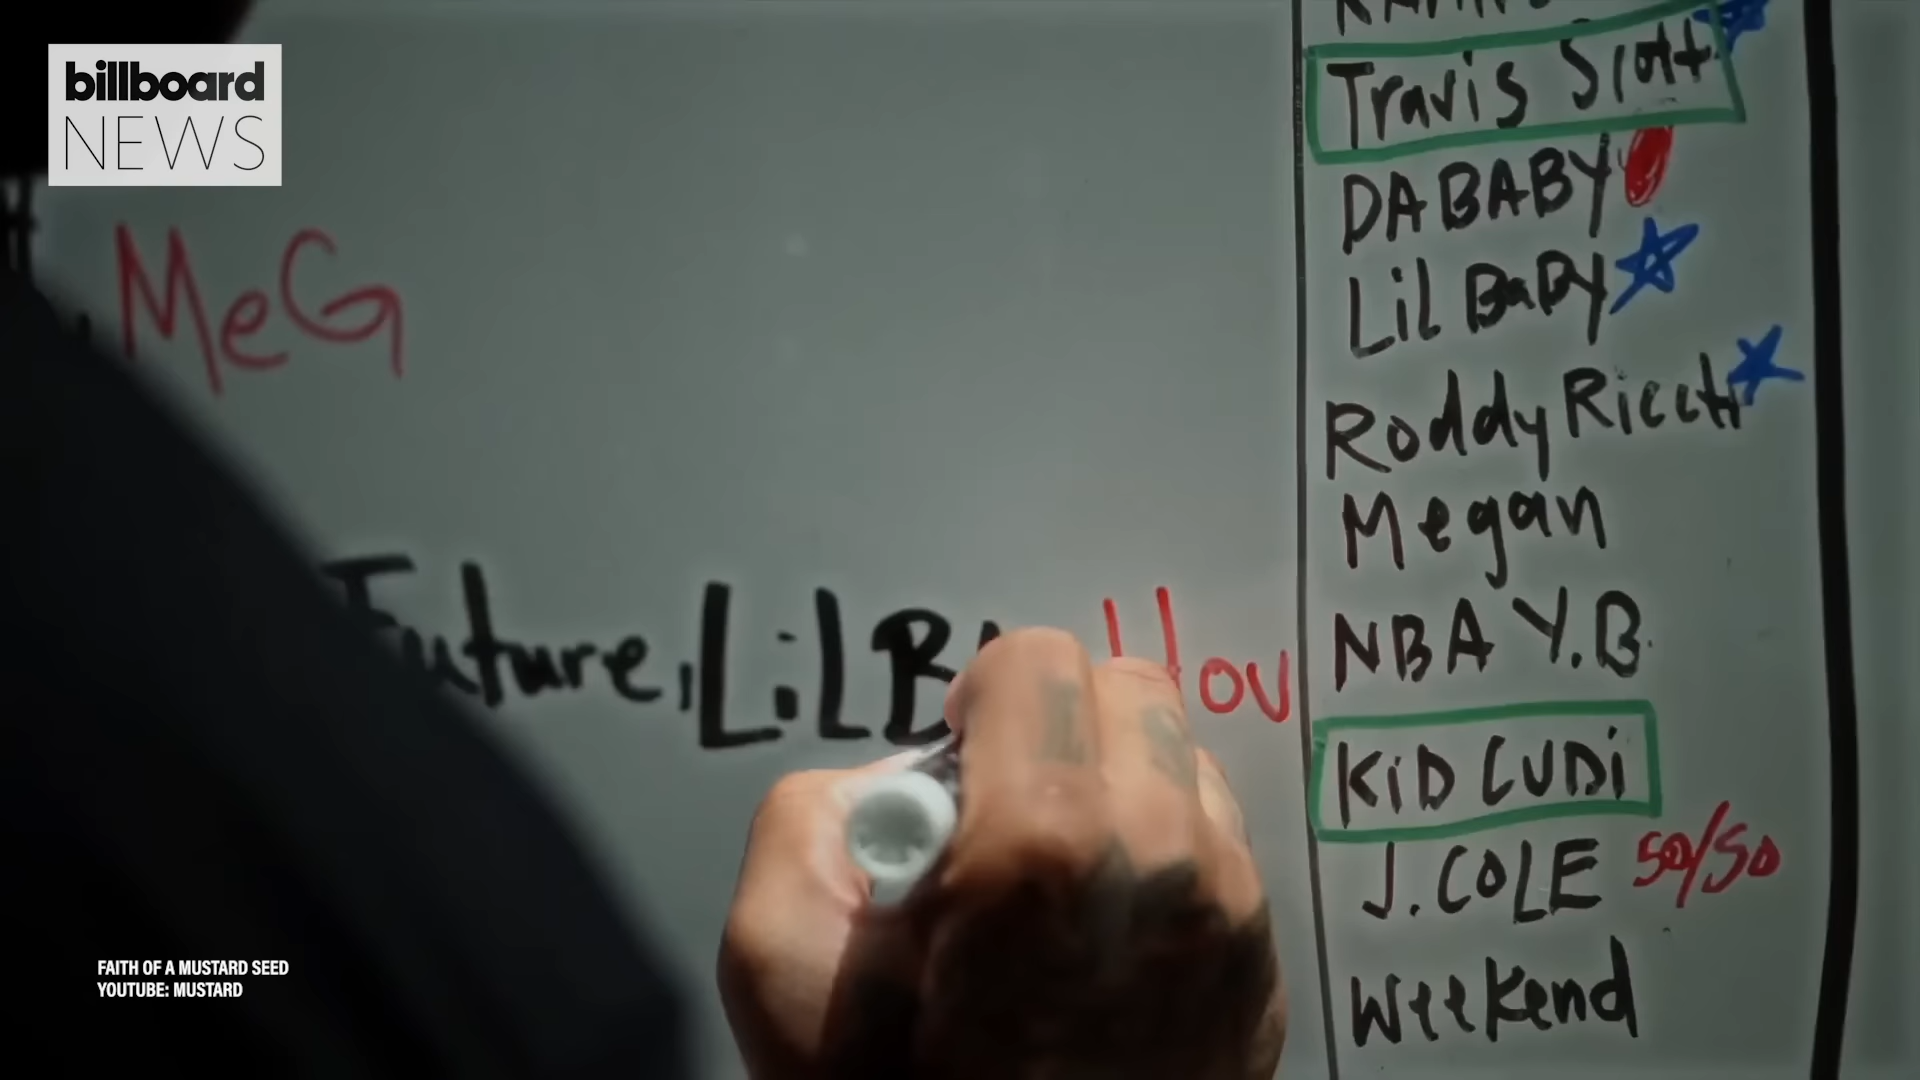 billboard
NEWS
Travis Scott
DABABY
MeG
LiL BaBY
Roddy Ricch
Megan
Future, LiL B
Hov
NBA Y.B.
KiD CUDi
J. COLE 50/50
Weekend
FAITH OF A MUSTARD SEED
YOUTUBE: MUSTARD